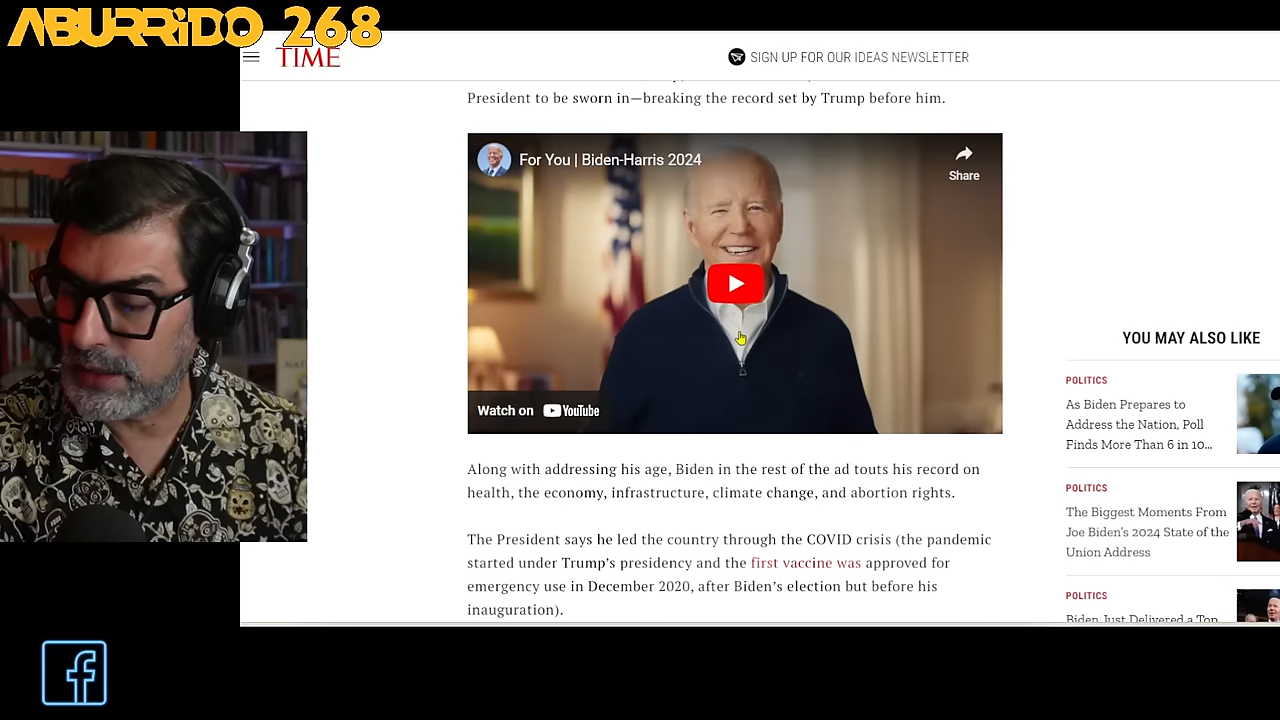 ABURRiDO 268
TIME
SIGN UP FOR OUR IDEAS NEWSLETTER
President to be sworn in—breaking the record set by Trump before him.
For You | Biden-Harris 2024
Share
Watch on YouTube
Along with addressing his age, Biden in the rest of the ad touts his record on
health, the economy, infrastructure, climate change, and abortion rights.
The President says he led the country through the COVID crisis (the pandemic
started under Trump's presidency and the first vaccine was approved for
emergency use in December 2020, after Biden's election but before his
inauguration).
YOU MAY ALSO LIKE
POLITICS
As Biden Prepares to
Address the Nation, Poll
Finds More Than 6 in 10...
POLITICS
The Biggest Moments From
Joe Biden's 2024 State of the
Union Address
POLITICS
Biden Just Delivered a Top